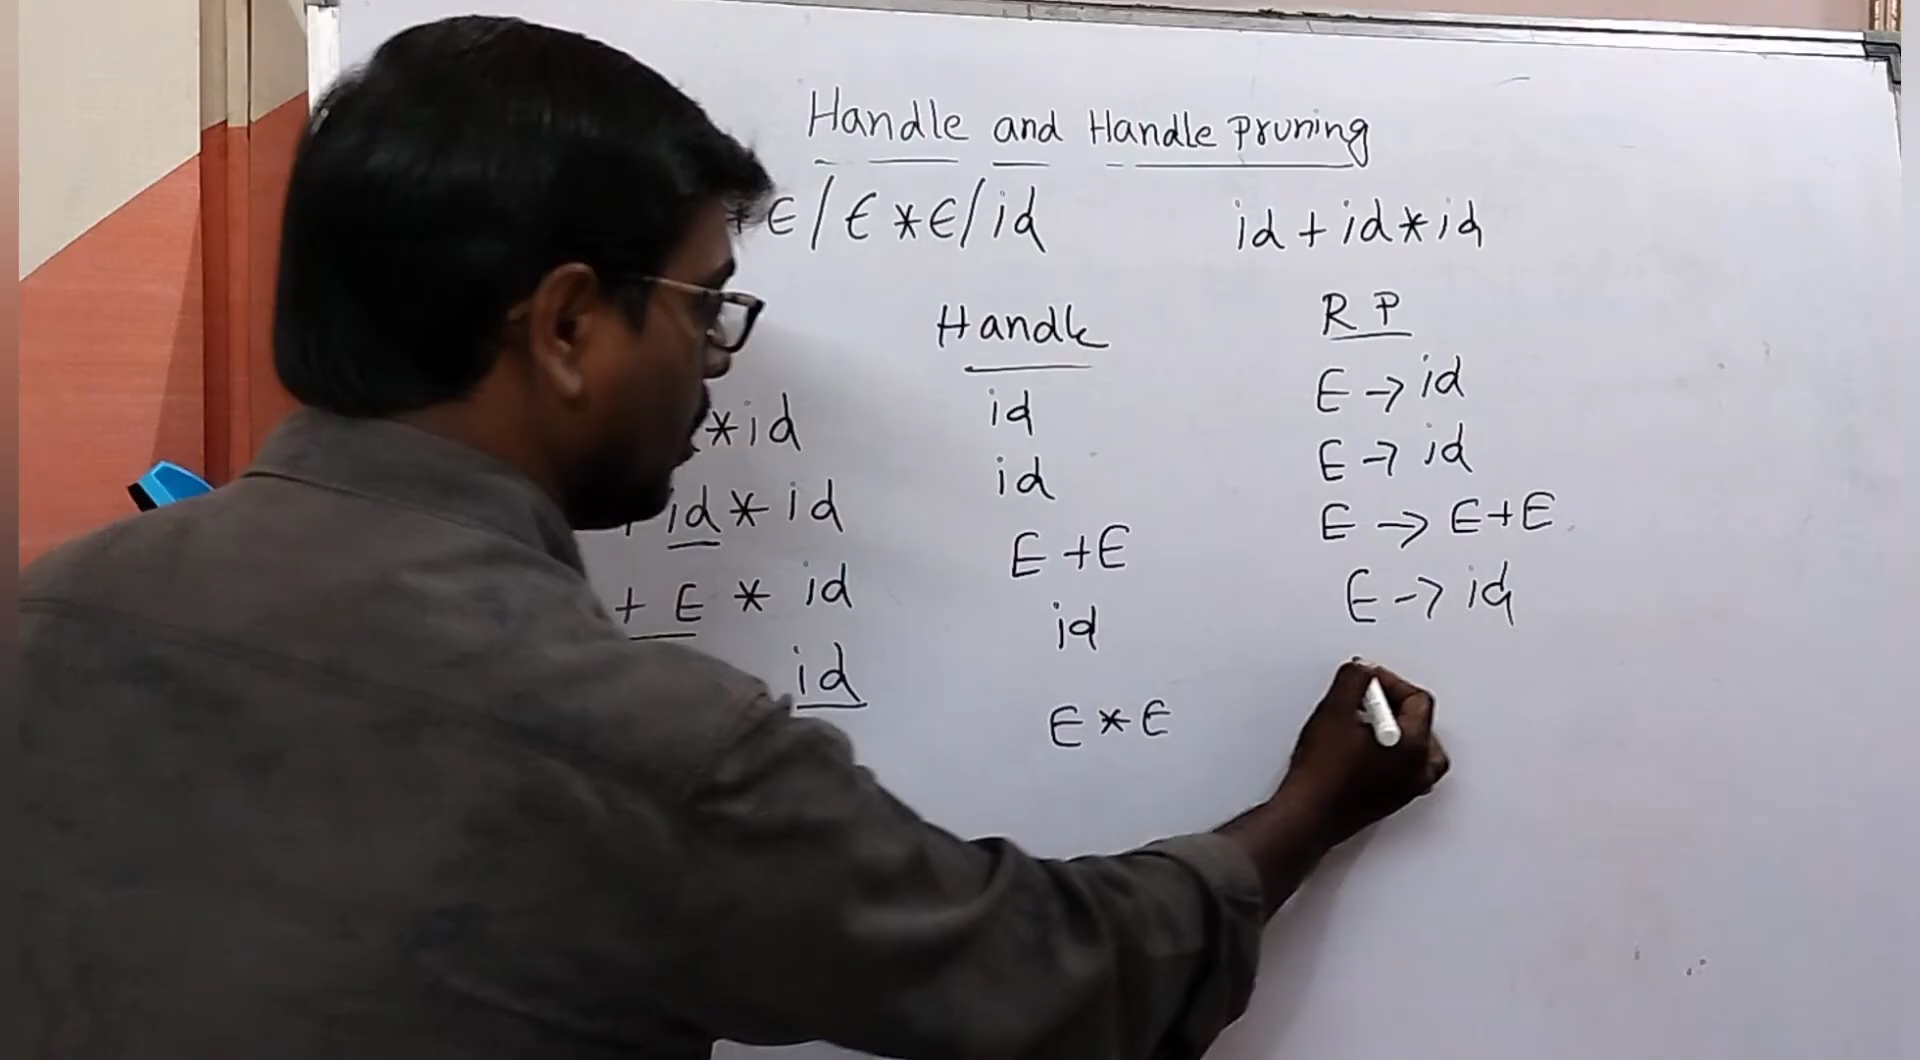 Handle and Handle Pruning
* E / E * E / id    id + id * id
Handle    R P
* id    id    E -> id
+ id * id    id    E -> id
+ E * id    E + E    E -> E + E
id    id    E -> id
E * E